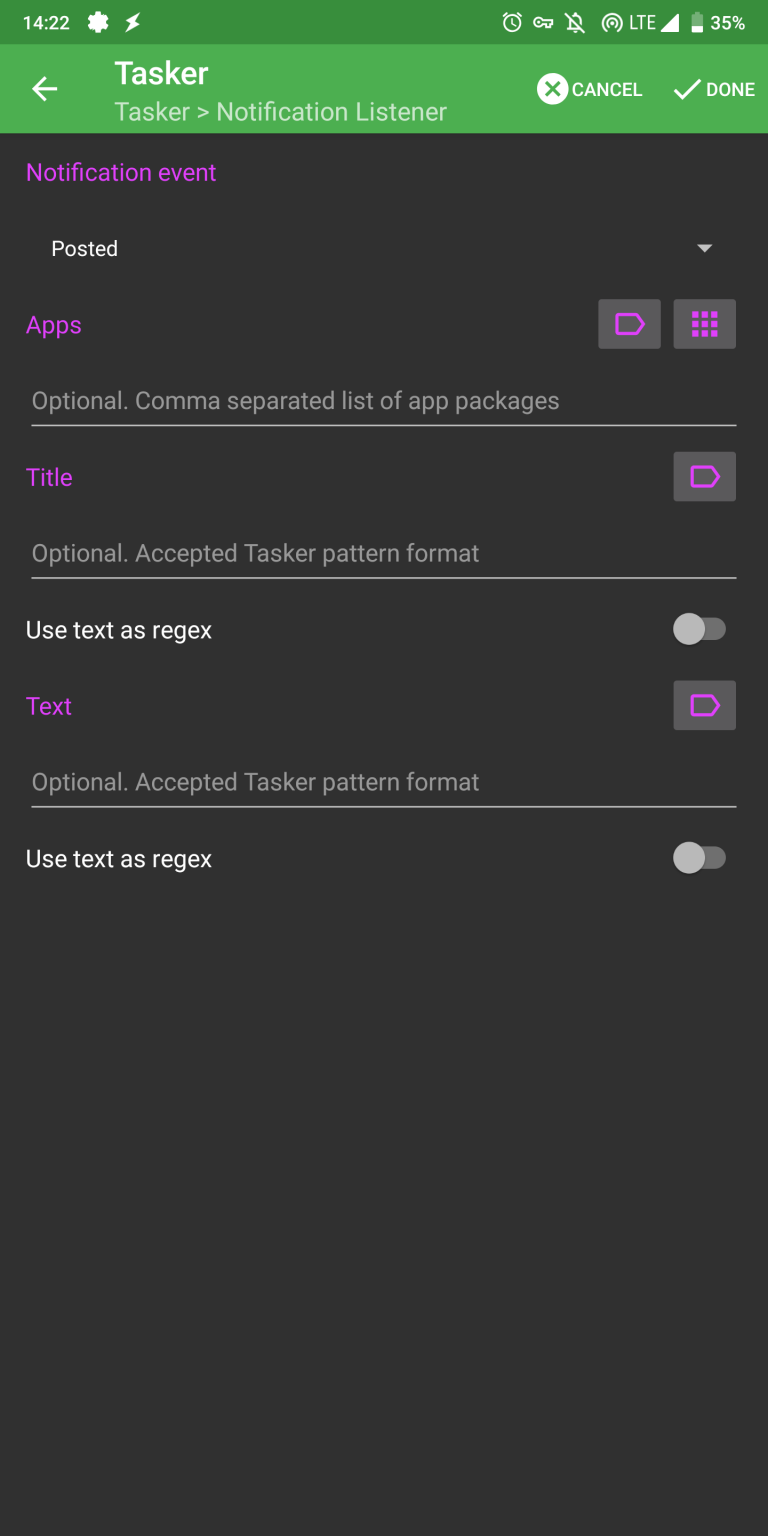 14:22 LTE 35%
Tasker
Tasker > Notification Listener
CANCEL
DONE
Notification event
Posted
Apps
Optional. Comma separated list of app packages
Title
Optional. Accepted Tasker pattern format
Use text as regex
Text
Optional. Accepted Tasker pattern format
Use text as regex